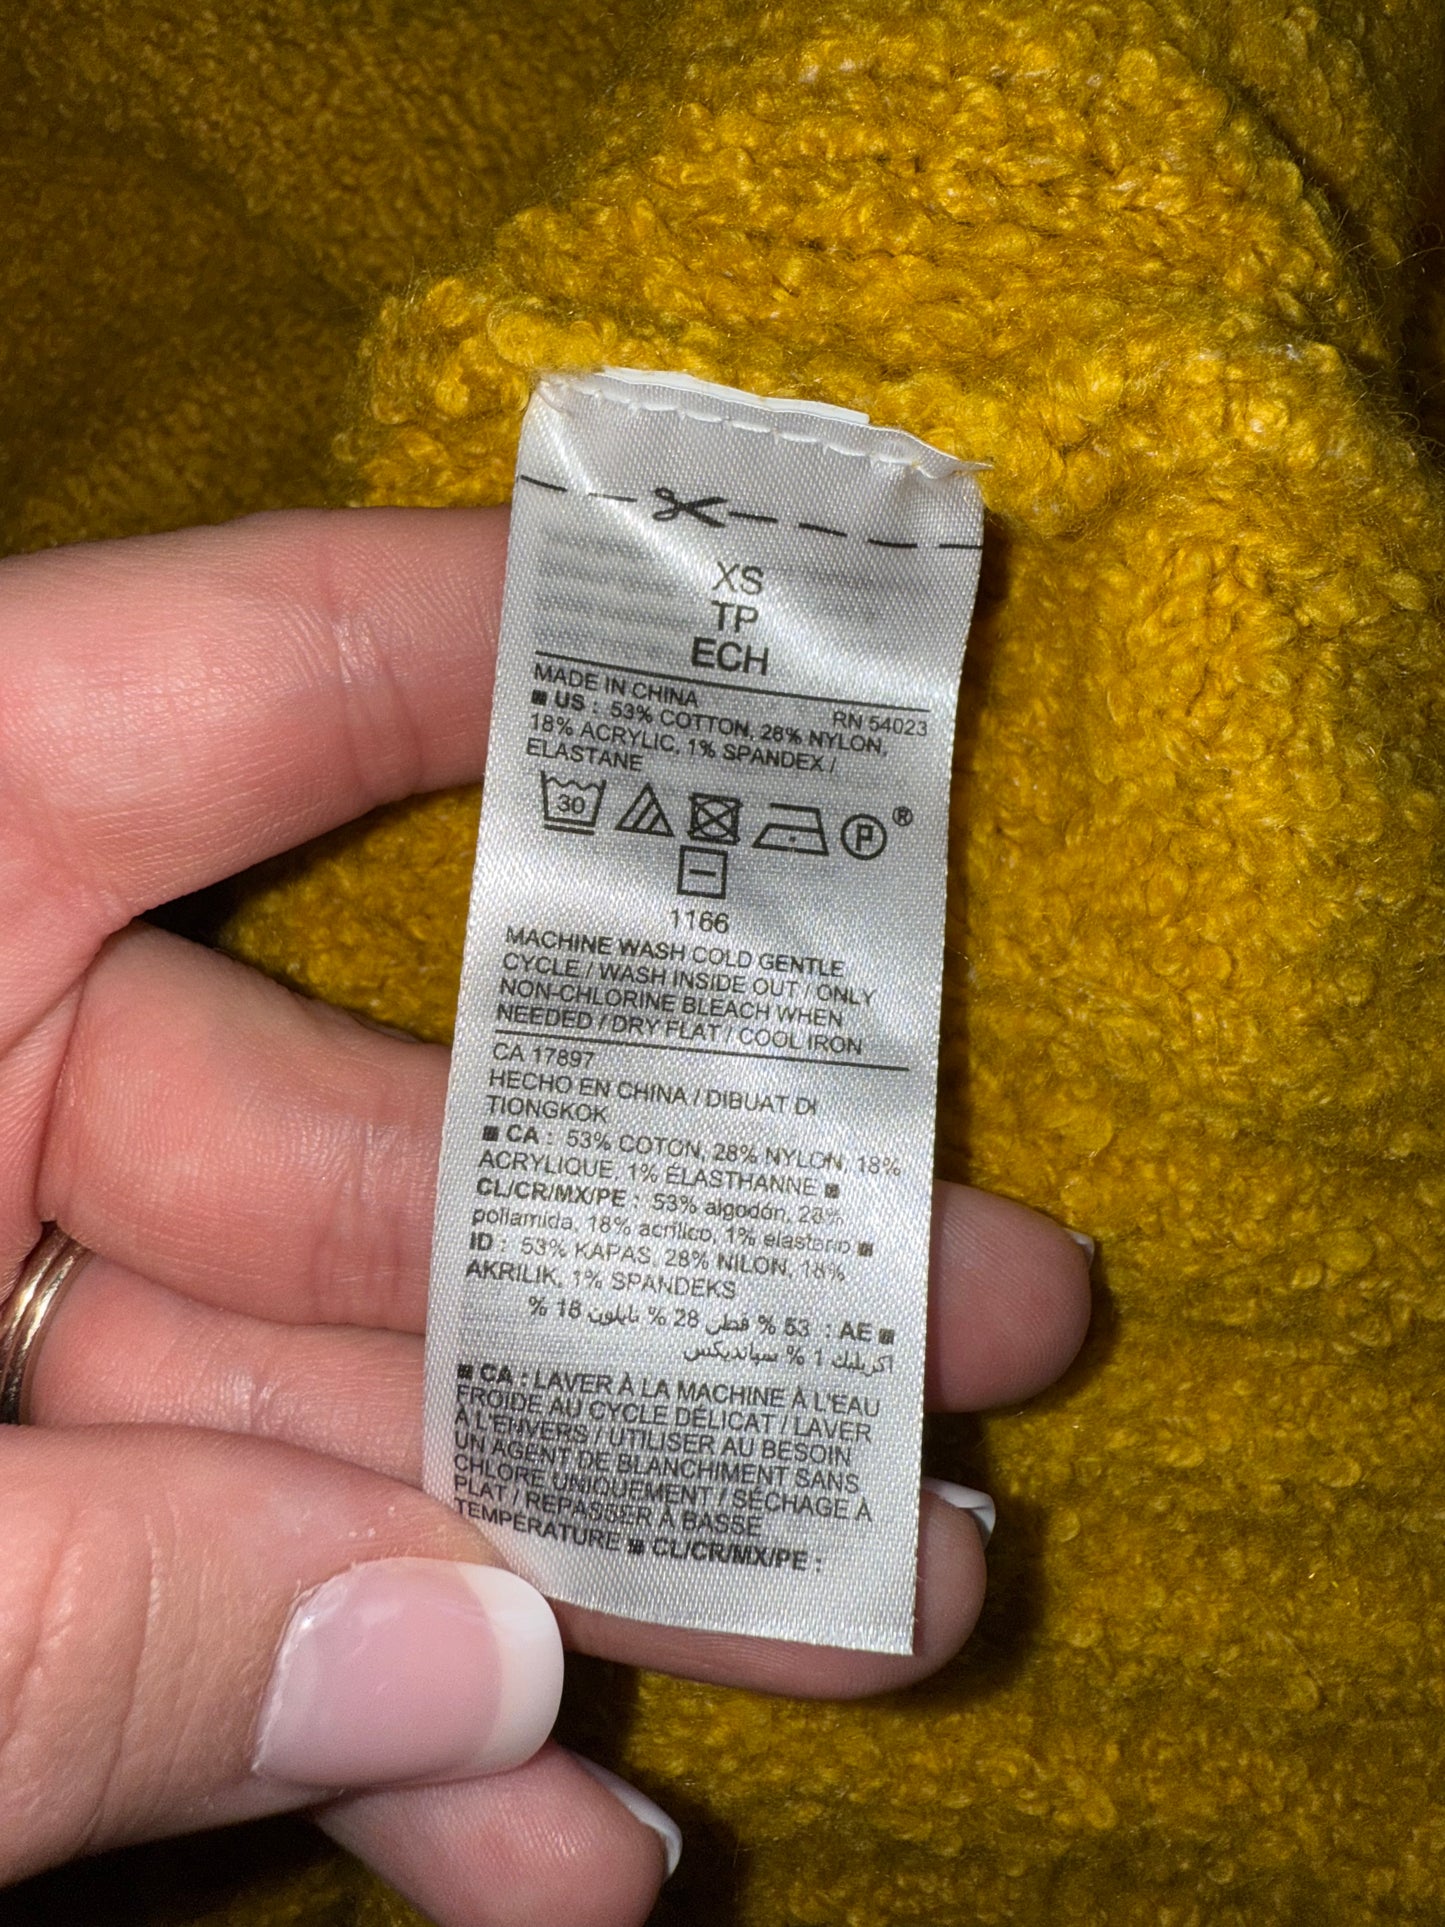 XS
TP
ECH
MADE IN CHINA RN 54023
US : 53% COTTON, 28% NYLON,
18% ACRYLIC, 1% SPANDEX /
ELASTANE
30 P ®
1166
MACHINE WASH COLD GENTLE
CYCLE / WASH INSIDE OUT / ONLY
NON-CHLORINE BLEACH WHEN
NEEDED / DRY FLAT / COOL IRON
CA 17897
HECHO EN CHINA / DIBUAT DI
TIONGKOK
CA : 53% COTON, 28% NYLON, 18%
ACRYLIQUE, 1% ÉLASTHANNE
CL/CR/MX/PE : 53% algodón, 28%
poliamida, 18% acrílico, 1% elasterio
ID : 53% KAPAS, 28% NILON, 18%
AKRILIK, 1% SPANDEKS
AE : 53 % قطن 28 % نايلون 18 %
اكريليك 1 % سبانديكس
CA : LAVER À LA MACHINE À L'EAU
FROIDE AU CYCLE DÉLICAT / LAVER
À L'ENVERS / UTILISER AU BESOIN
UN AGENT DE BLANCHIMENT SANS
CHLORE UNIQUEMENT / SÉCHAGE À
PLAT / REPASSER À BASSE
TEMPÉRATURE CL/CR/MX/PE :